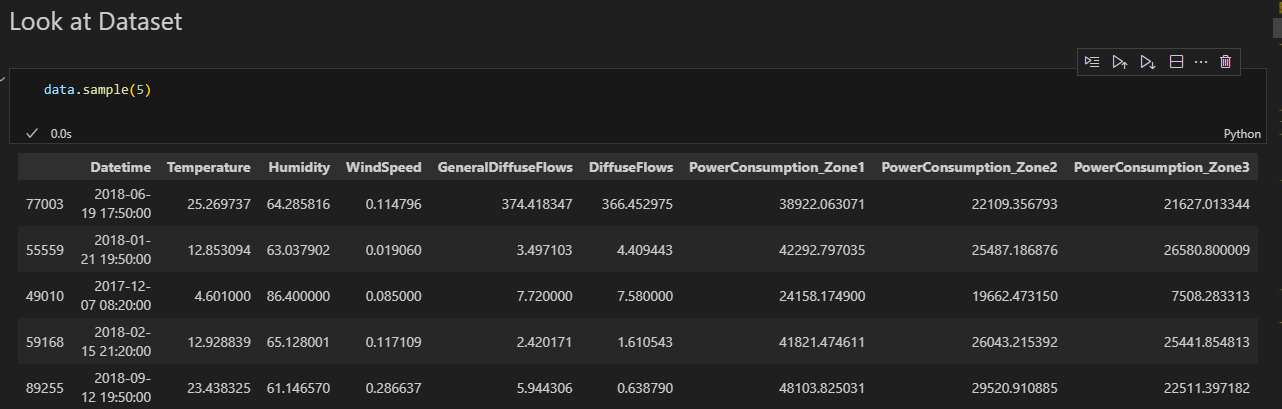 Look at Dataset
data.sample(5)
0.0s
Python
Datetime Temperature Humidity WindSpeed GeneralDiffuseFlows DiffuseFlows PowerConsumption_Zone1 PowerConsumption_Zone2 PowerConsumption_Zone3
77003 2018-06-19 17:50:00 25.269737 64.285816 0.114796 374.418347 366.452975 38922.063071 22109.356793 21627.013344
55559 2018-01-21 19:50:00 12.853094 63.037902 0.019060 3.497103 4.409443 42292.797035 25487.186876 26580.800009
49010 2017-12-07 08:20:00 4.601000 86.400000 0.085000 7.720000 7.580000 24158.174900 19662.473150 7508.283313
59168 2018-02-15 21:20:00 12.928839 65.128001 0.117109 2.420171 1.610543 41821.474611 26043.215392 25441.854813
89255 2018-09-12 19:50:00 23.438325 61.146570 0.286637 5.944306 0.638790 48103.825031 29520.910885 22511.397182